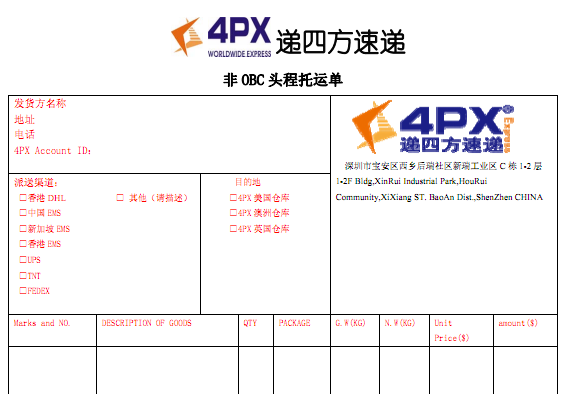 4PX 递四方速递
WORLDWIDE EXPRESS
非 OBC 头程托运单
发货方名称
地址
电话
4PX Account ID:
4PX Express
递四方速递
深圳市宝安区西乡后瑞社区新瑞工业区 C 栋 1-2 层
1-2F Bldg,XinRui Industrial Park,HouRui
Community,XiXiang ST. BaoAn Dist.,ShenZhen CHINA
派送渠道:
□香港 DHL □ 其他（请描述）
□中国 EMS
□新加坡 EMS
□香港 EMS
□UPS
□TNT
□FEDEX
目的地
□4PX 美国仓库
□4PX 澳洲仓库
□4PX 英国仓库
Marks and NO. DESCRIPTION OF GOODS QTY PACKAGE G.W(KG) N.W(KG) Unit Price($) amount($)